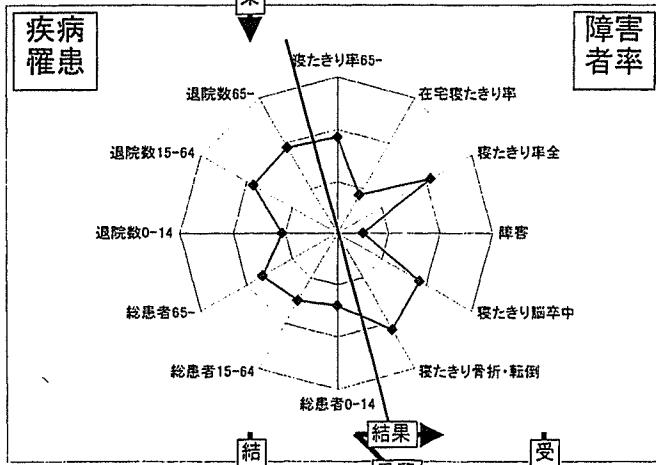 疾病
罹患
障害
者率
寝たきり率65-
退院数65-
在宅寝たきり率
退院数15-64
寝たきり率全
退院数0-14
障害
総患者65-
寝たきり脳卒中
総患者15-64
寝たきり骨折・転倒
総患者0-14
結果
結
受